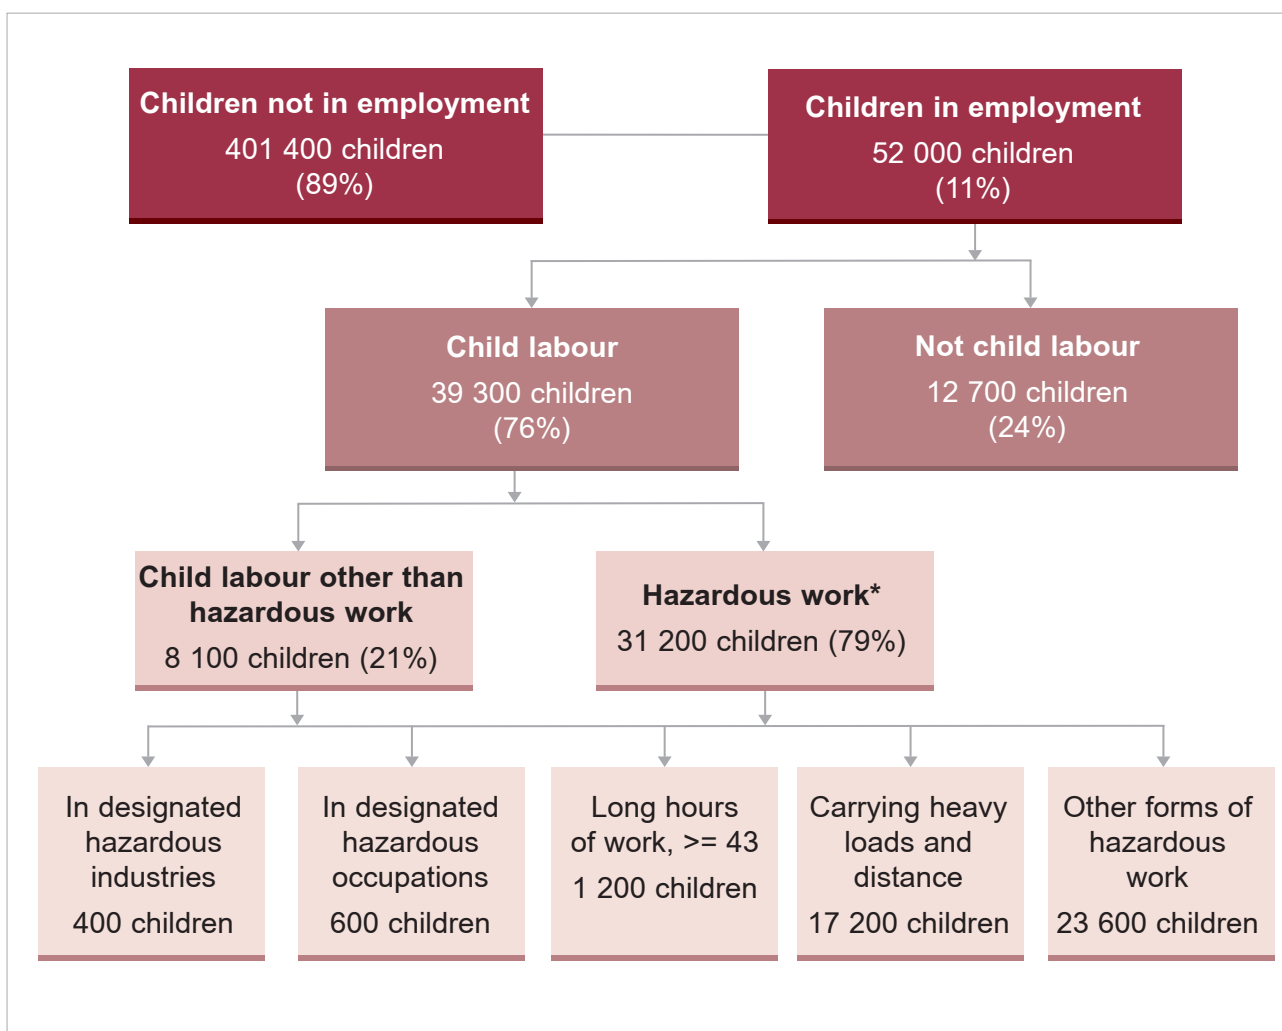 Children not in employment
401 400 children
(89%)
Children in employment
52 000 children
(11%)
Child labour
39 300 children
(76%)
Not child labour
12 700 children
(24%)
Child labour other than
hazardous work
8 100 children (21%)
Hazardous work*
31 200 children (79%)
In designated
hazardous
industries
400 children
In designated
hazardous
occupations
600 children
Long hours
of work, >= 43
1 200 children
Carrying heavy
loads and
distance
17 200 children
Other forms of
hazardous
work
23 600 children